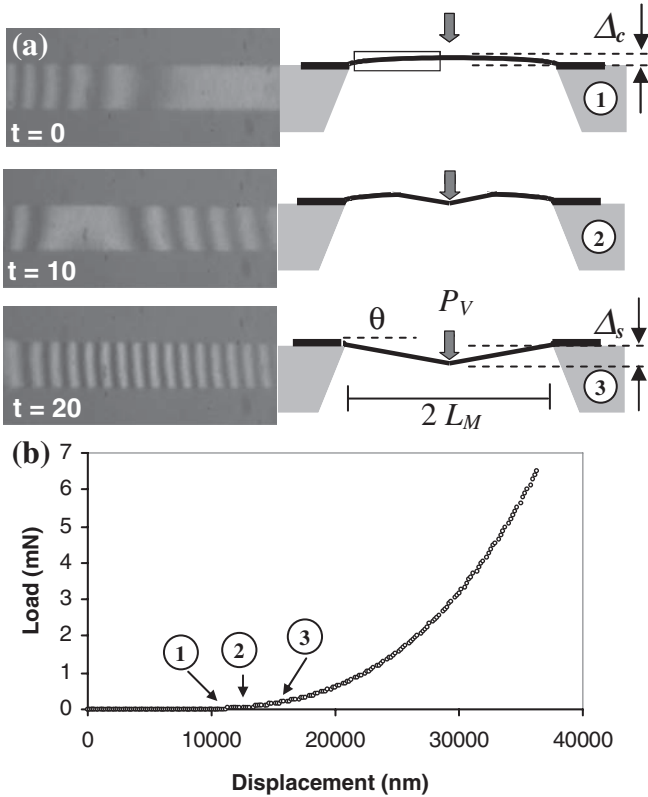 (a)
t = 0
Δc
1
t = 10
2
t = 20
θ
PV
Δs
3
2 LM
(b)
Load (mN)
7
6
5
4
3
2
1
0
1
2
3
0 10000 20000 30000 40000
Displacement (nm)